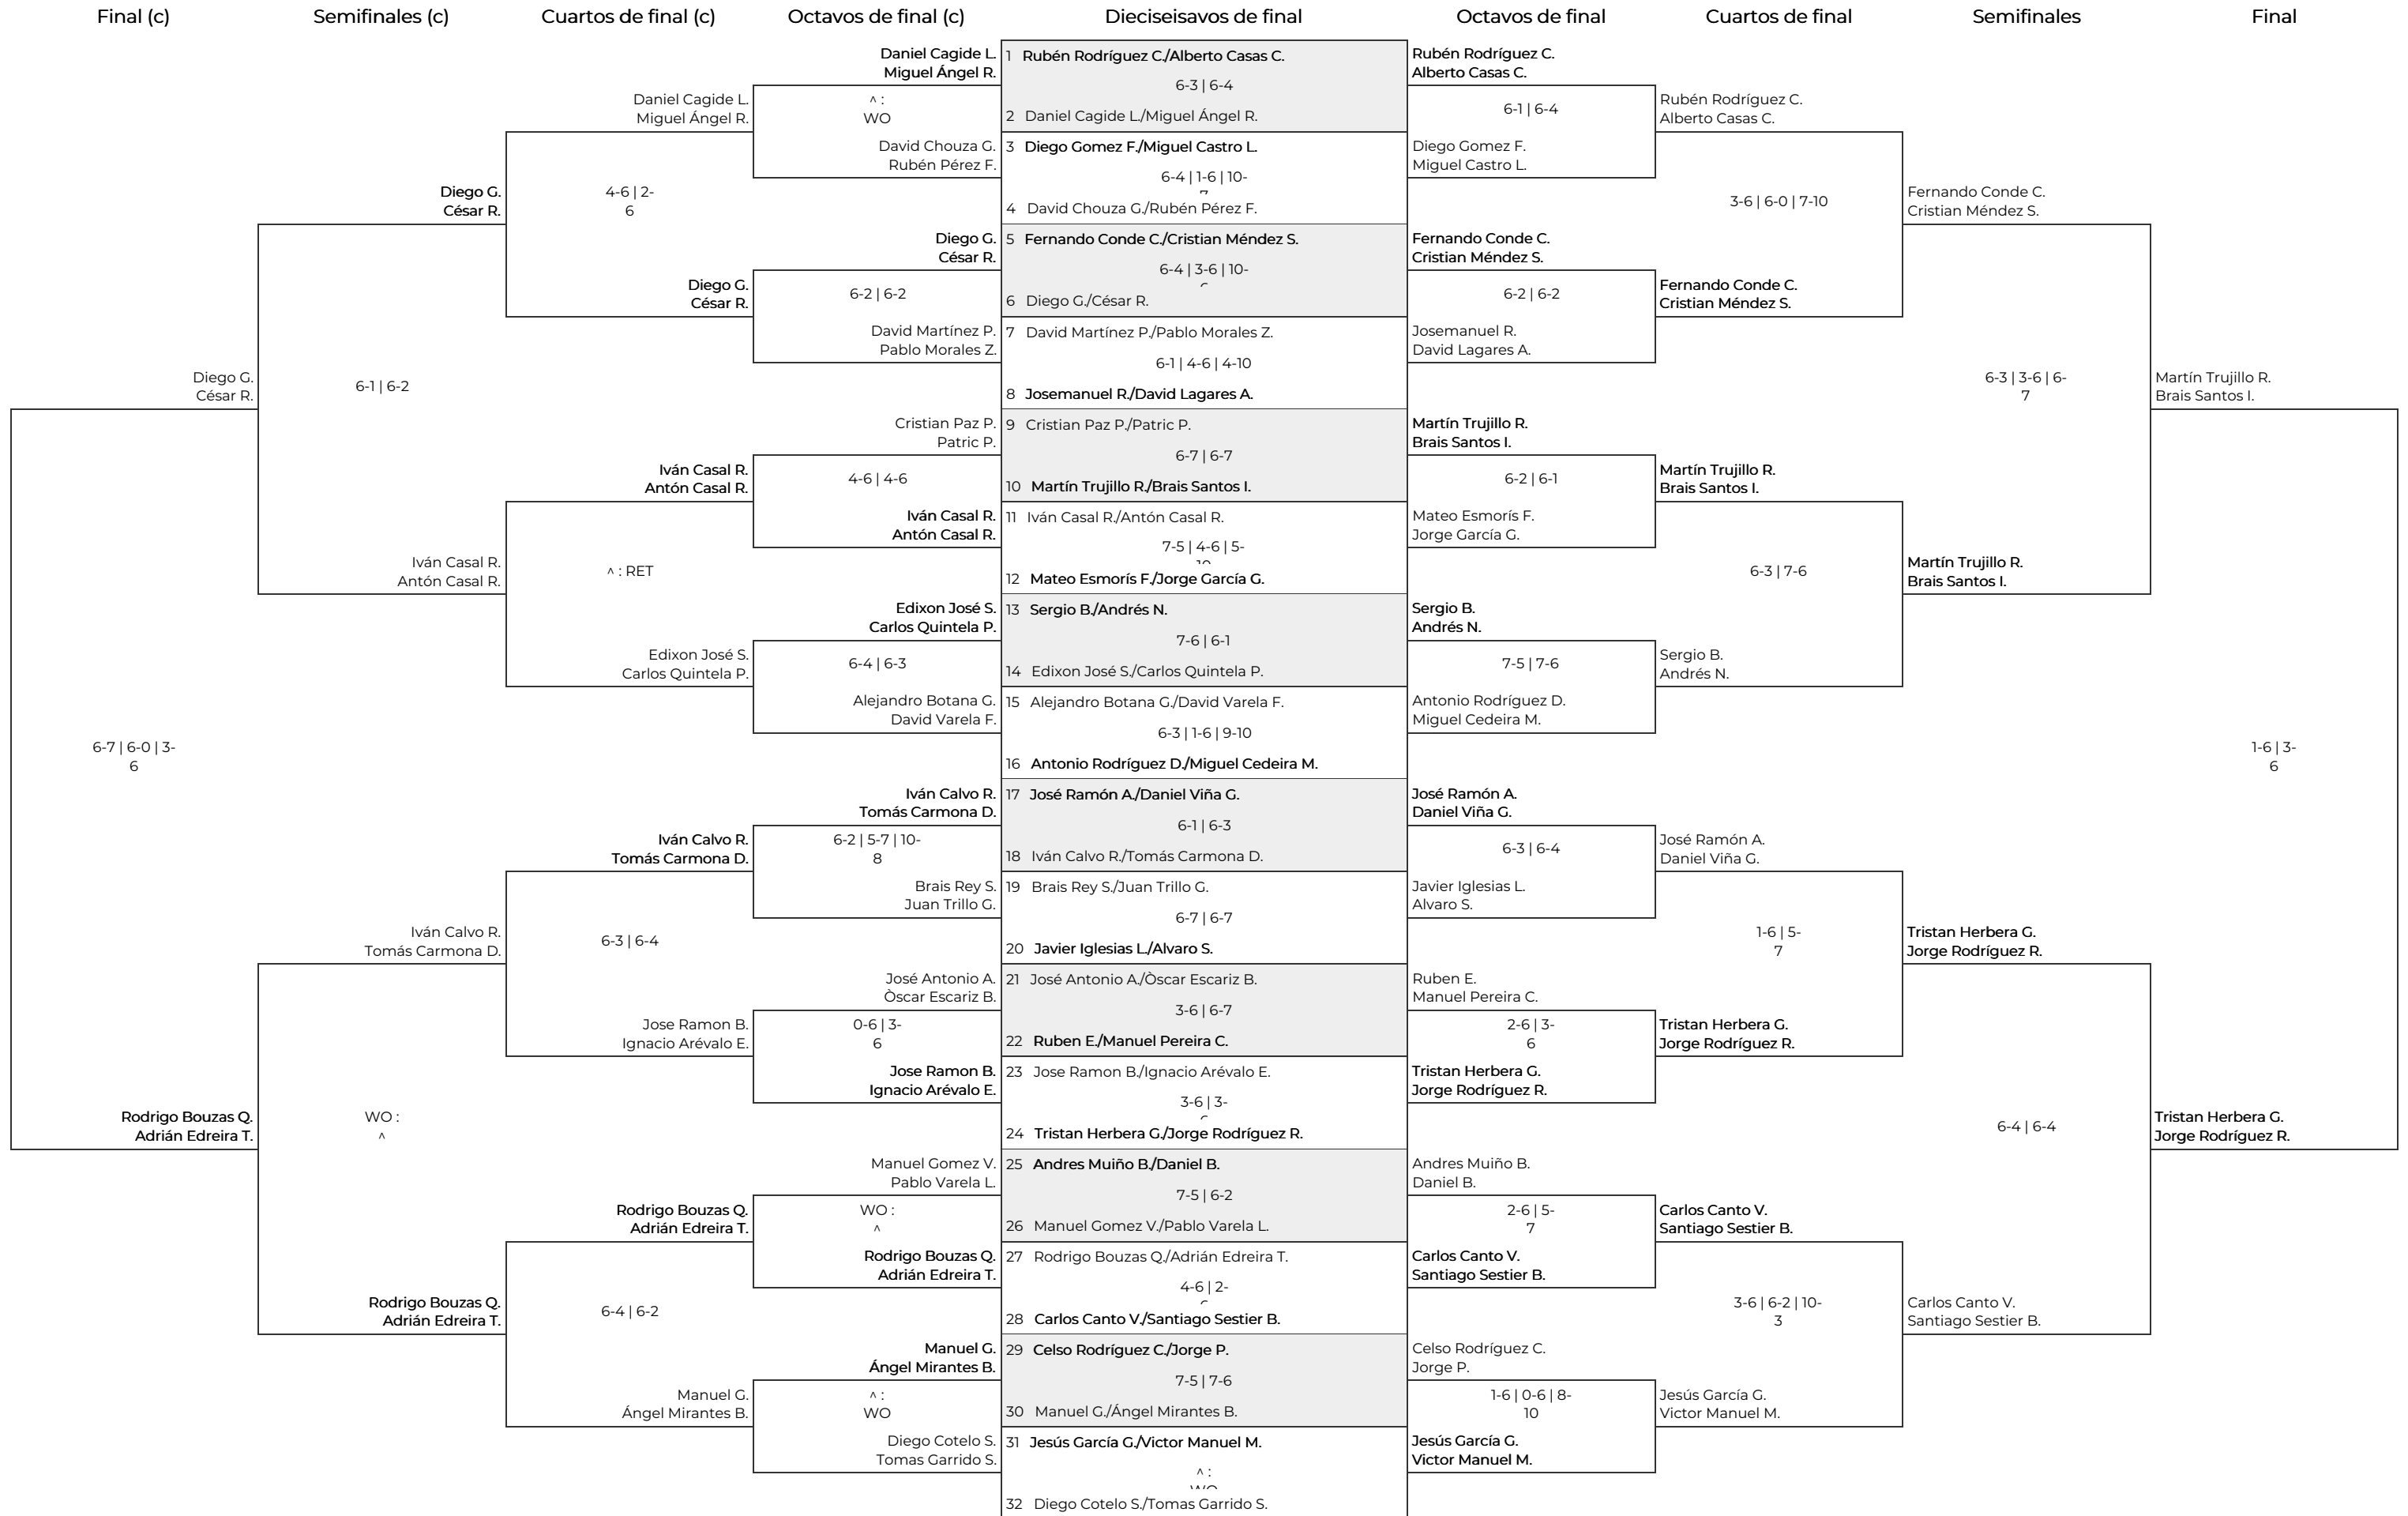 Final (c)
Semifinales (c)
Cuartos de final (c)
Octavos de final (c)
Dieciseisavos de final
Octavos de final
Cuartos de final
Semifinales
Final
Diego G.
César R.
6-7 | 6-0 | 3-
6
Rodrigo Bouzas Q.
Adrián Edreira T.
Diego G.
César R.
6-1 | 6-2
Iván Casal R.
Antón Casal R.
Iván Calvo R.
Tomás Carmona D.
WO :
^
Rodrigo Bouzas Q.
Adrián Edreira T.
Daniel Cagide L.
Miguel Ángel R.
4-6 | 2-
6
Diego G.
César R.
Iván Casal R.
Antón Casal R.
^ : RET
Edixon José S.
Carlos Quintela P.
Iván Calvo R.
Tomás Carmona D.
6-3 | 6-4
Jose Ramon B.
Ignacio Arévalo E.
Rodrigo Bouzas Q.
Adrián Edreira T.
6-4 | 6-2
Manuel G.
Ángel Mirantes B.
Daniel Cagide L.
Miguel Ángel R.
^ :
WO
David Chouza G.
Rubén Pérez F.
Diego G.
César R.
6-2 | 6-2
David Martínez P.
Pablo Morales Z.
Cristian Paz P.
Patric P.
4-6 | 4-6
Iván Casal R.
Antón Casal R.
Edixon José S.
Carlos Quintela P.
6-4 | 6-3
Alejandro Botana G.
David Varela F.
Iván Calvo R.
Tomás Carmona D.
6-2 | 5-7 | 10-
8
Brais Rey S.
Juan Trillo G.
José Antonio A.
Òscar Escariz B.
0-6 | 3-
6
Jose Ramon B.
Ignacio Arévalo E.
Manuel Gomez V.
Pablo Varela L.
WO :
^
Rodrigo Bouzas Q.
Adrián Edreira T.
Manuel G.
Ángel Mirantes B.
^ :
WO
Diego Cotelo S.
Tomas Garrido S.
1 Rubén Rodríguez C./Alberto Casas C.
6-3 | 6-4
2 Daniel Cagide L./Miguel Ángel R.
3 Diego Gomez F./Miguel Castro L.
6-4 | 1-6 | 10-
4 David Chouza G./Rubén Pérez F.
5 Fernando Conde C./Cristian Méndez S.
6-4 | 3-6 | 10-
6 Diego G./César R.
7 David Martínez P./Pablo Morales Z.
6-1 | 4-6 | 4-10
8 Josemanuel R./David Lagares A.
9 Cristian Paz P./Patric P.
6-7 | 6-7
10 Martín Trujillo R./Brais Santos I.
11 Iván Casal R./Antón Casal R.
7-5 | 4-6 | 5-
12 Mateo Esmorís F./Jorge García G.
13 Sergio B./Andrés N.
7-6 | 6-1
14 Edixon José S./Carlos Quintela P.
15 Alejandro Botana G./David Varela F.
6-3 | 1-6 | 9-10
16 Antonio Rodríguez D./Miguel Cedeira M.
17 José Ramón A./Daniel Viña G.
6-1 | 6-3
18 Iván Calvo R./Tomás Carmona D.
19 Brais Rey S./Juan Trillo G.
6-7 | 6-7
20 Javier Iglesias L./Alvaro S.
21 José Antonio A./Òscar Escariz B.
3-6 | 6-7
22 Ruben E./Manuel Pereira C.
23 Jose Ramon B./Ignacio Arévalo E.
3-6 | 3-
24 Tristan Herbera G./Jorge Rodríguez R.
25 Andres Muiño B./Daniel B.
7-5 | 6-2
26 Manuel Gomez V./Pablo Varela L.
27 Rodrigo Bouzas Q./Adrián Edreira T.
4-6 | 2-
28 Carlos Canto V./Santiago Sestier B.
29 Celso Rodríguez C./Jorge P.
7-5 | 7-6
30 Manuel G./Ángel Mirantes B.
31 Jesús García G./Victor Manuel M.
^ :
32 Diego Cotelo S./Tomas Garrido S.
Rubén Rodríguez C.
Alberto Casas C.
6-1 | 6-4
Diego Gomez F.
Miguel Castro L.
Fernando Conde C.
Cristian Méndez S.
6-2 | 6-2
Josemanuel R.
David Lagares A.
Martín Trujillo R.
Brais Santos I.
6-2 | 6-1
Mateo Esmorís F.
Jorge García G.
Sergio B.
Andrés N.
7-5 | 7-6
Antonio Rodríguez D.
Miguel Cedeira M.
José Ramón A.
Daniel Viña G.
6-3 | 6-4
Javier Iglesias L.
Alvaro S.
Ruben E.
Manuel Pereira C.
2-6 | 3-
6
Tristan Herbera G.
Jorge Rodríguez R.
Andres Muiño B.
Daniel B.
2-6 | 5-
7
Carlos Canto V.
Santiago Sestier B.
Celso Rodríguez C.
Jorge P.
1-6 | 0-6 | 8-
10
Jesús García G.
Victor Manuel M.
Rubén Rodríguez C.
Alberto Casas C.
3-6 | 6-0 | 7-10
Fernando Conde C.
Cristian Méndez S.
Martín Trujillo R.
Brais Santos I.
6-3 | 7-6
Sergio B.
Andrés N.
José Ramón A.
Daniel Viña G.
1-6 | 5-
7
Tristan Herbera G.
Jorge Rodríguez R.
Carlos Canto V.
Santiago Sestier B.
3-6 | 6-2 | 10-
3
Jesús García G.
Victor Manuel M.
Fernando Conde C.
Cristian Méndez S.
6-3 | 3-6 | 6-
7
Martín Trujillo R.
Brais Santos I.
Tristan Herbera G.
Jorge Rodríguez R.
6-4 | 6-4
Carlos Canto V.
Santiago Sestier B.
Martín Trujillo R.
Brais Santos I.
1-6 | 3-
6
Tristan Herbera G.
Jorge Rodríguez R.